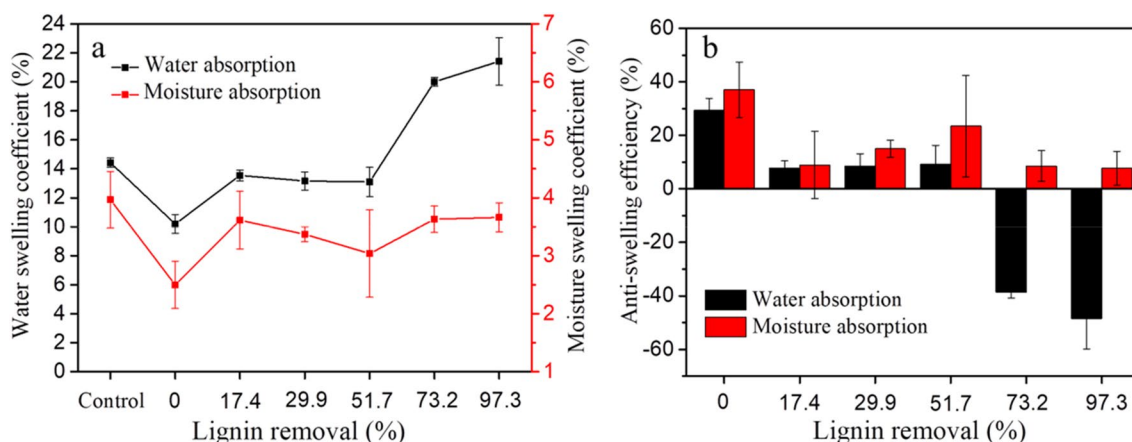 a
Water absorption
Moisture absorption
Water swelling coefficient (%)
24
22
20
18
16
14
12
10
8
6
4
2
0
Moisture swelling coefficient (%)
7
6
5
4
3
2
1
Control 0 17.4 29.9 51.7 73.2 97.3
Lignin removal (%)
b
Anti-swelling efficiency (%)
60
40
20
0
-20
-40
-60
Water absorption
Moisture absorption
0 17.4 29.9 51.7 73.2 97.3
Lignin removal (%)